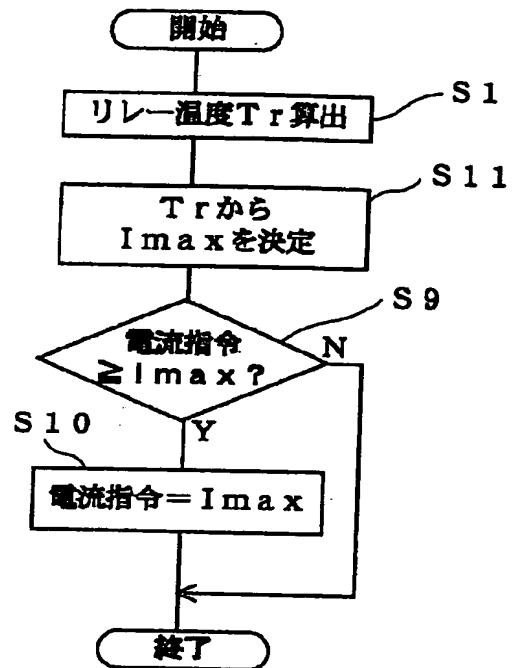 開始
リレー温度Tr算出
S1
Trから
Imaxを決定
S11
電流指令
≧Imax?
S9
N
Y
S10
電流指令=Imax
終了